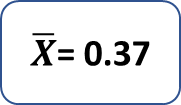 X̅ = 0.37